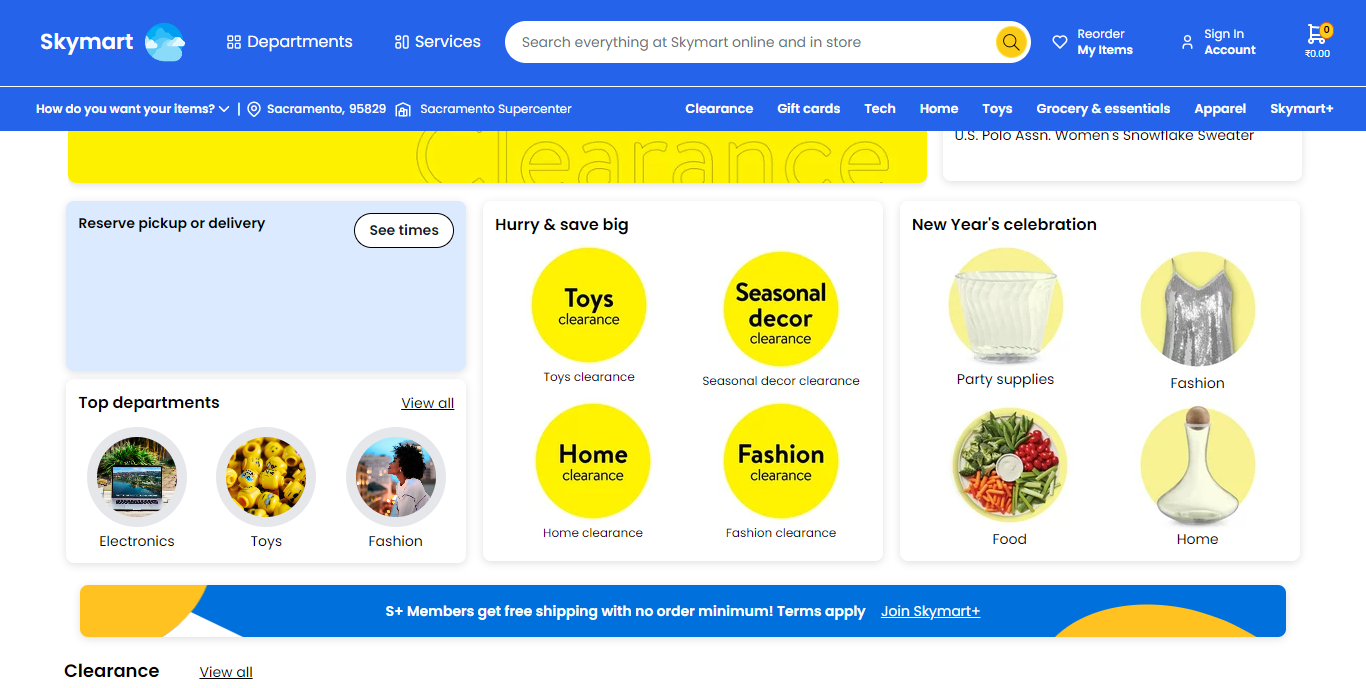 Skymart
Departments
Services
Search everything at Skymart online and in store
Reorder
My Items
Sign In
Account
0
₹0.00
How do you want your items? | Sacramento, 95829 Sacramento Supercenter
Clearance Gift cards Tech Home Toys Grocery & essentials Apparel Skymart+
Clearance
U.S. Polo Assn. Women's Snowflake Sweater
Reserve pickup or delivery
See times
Top departments
View all
Electronics
Toys
Fashion
Hurry & save big
Toys
clearance
Toys clearance
Seasonal
decor
clearance
Seasonal decor clearance
Home
clearance
Home clearance
Fashion
clearance
Fashion clearance
New Year's celebration
Party supplies
Fashion
Food
Home
S+ Members get free shipping with no order minimum! Terms apply Join Skymart+
Clearance
View all